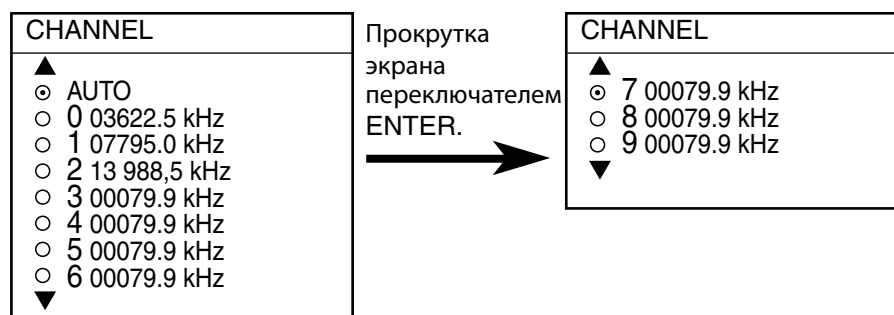 CHANNEL
AUTO
0 03622.5 kHz
1 07795.0 kHz
2 13 988,5 kHz
3 00079.9 kHz
4 00079.9 kHz
5 00079.9 kHz
6 00079.9 kHz
Прокрутка
экрана
переключателем
ENTER.
CHANNEL
7 00079.9 kHz
8 00079.9 kHz
9 00079.9 kHz